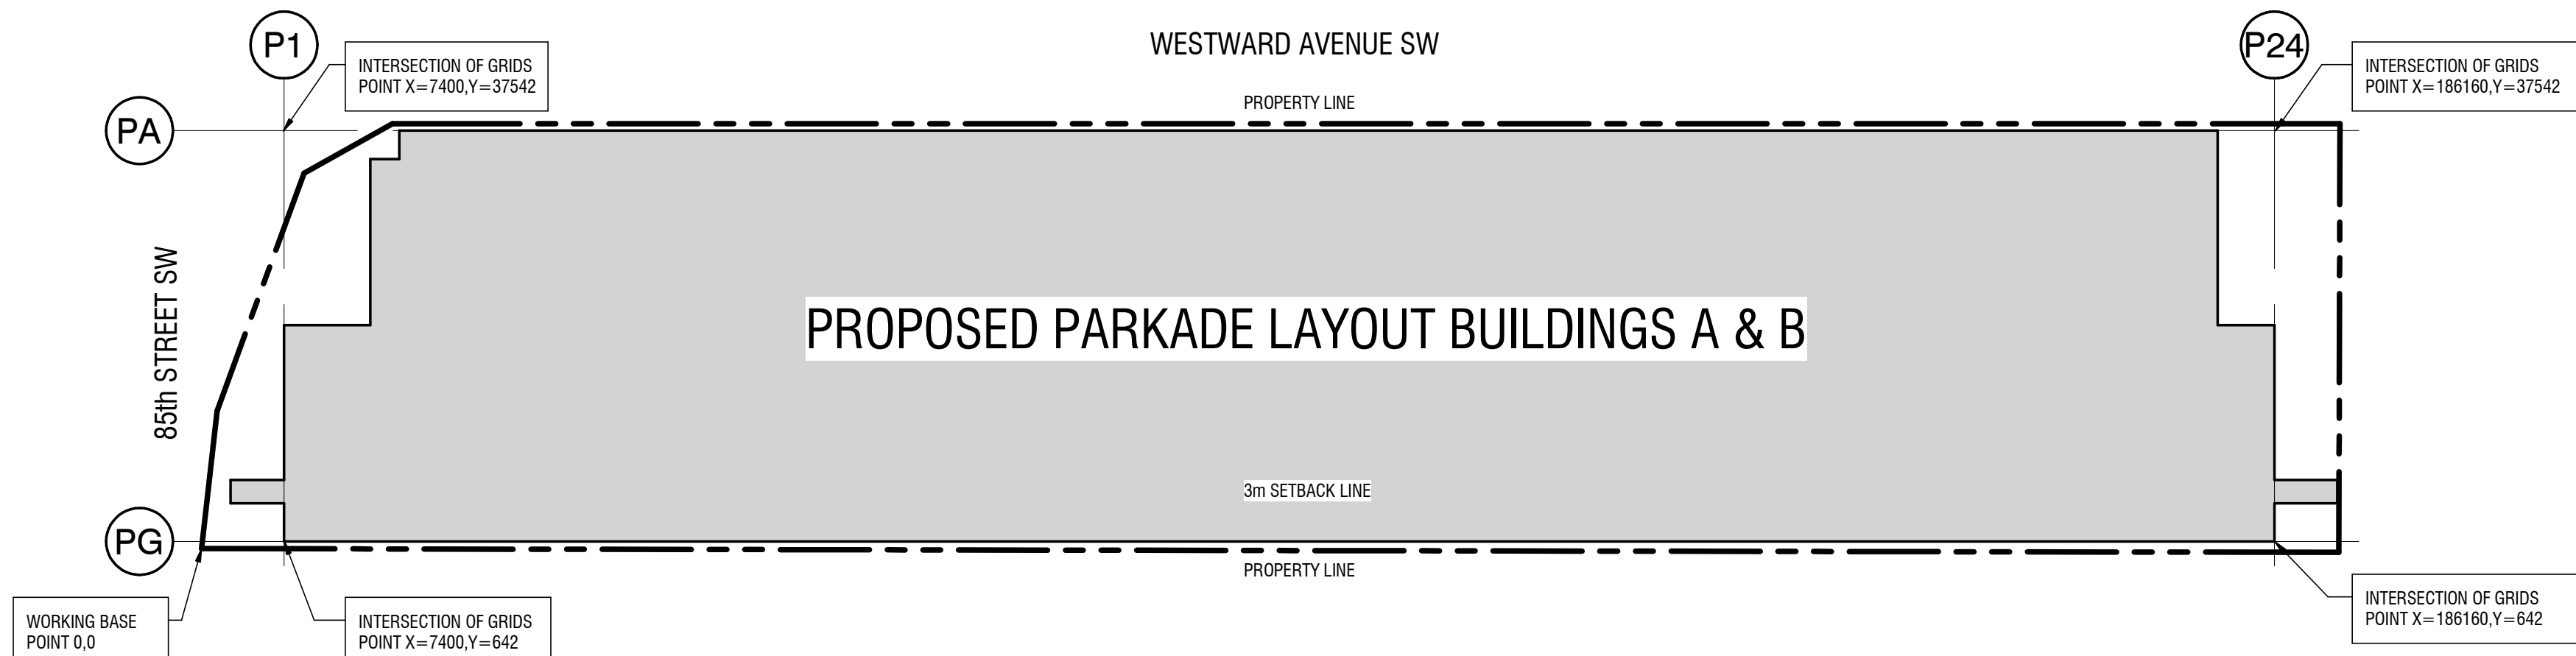 P1
WESTWARD AVENUE SW
P24
INTERSECTION OF GRIDS
POINT X=7400,Y=37542
INTERSECTION OF GRIDS
POINT X=186160,Y=37542
PROPERTY LINE
PA
85th STREET SW
PROPOSED PARKADE LAYOUT BUILDINGS A & B
3m SETBACK LINE
PG
PROPERTY LINE
WORKING BASE
POINT 0,0
INTERSECTION OF GRIDS
POINT X=7400,Y=642
INTERSECTION OF GRIDS
POINT X=186160,Y=642